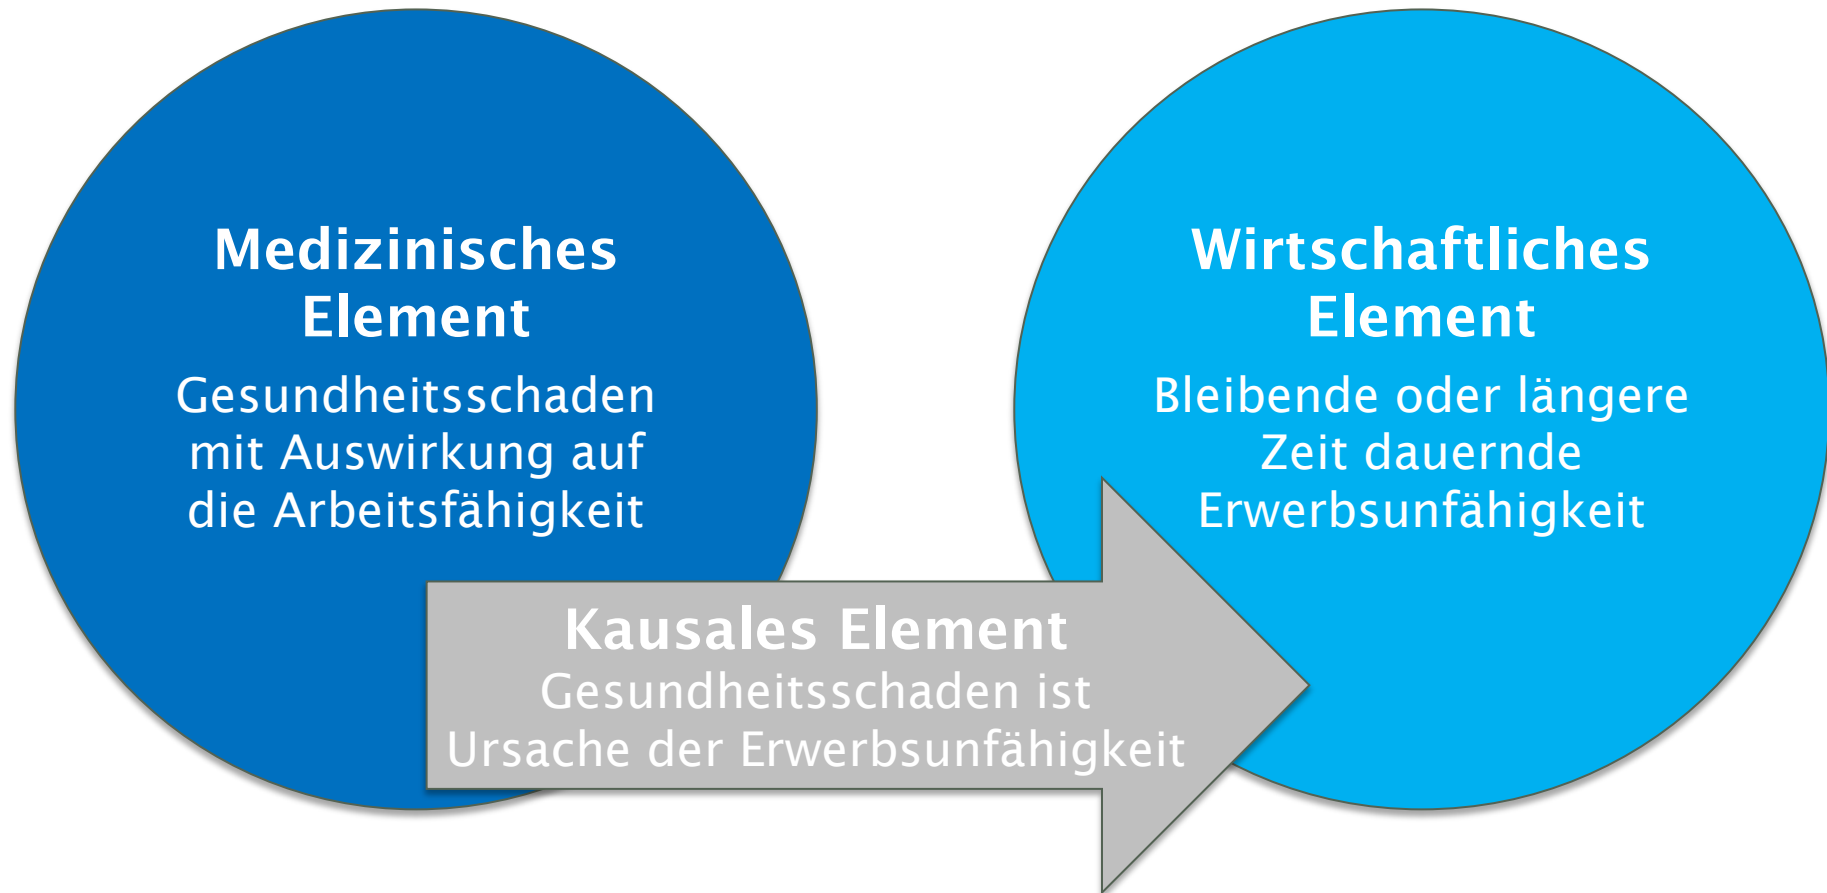 Medizinisches
Element
Gesundheitsschaden
mit Auswirkung auf
die Arbeitsfähigkeit
Wirtschaftliches
Element
Bleibende oder längere
Zeit dauernde
Erwerbsunfähigkeit
Kausales Element
Gesundheitsschaden ist
Ursache der Erwerbsunfähigkeit